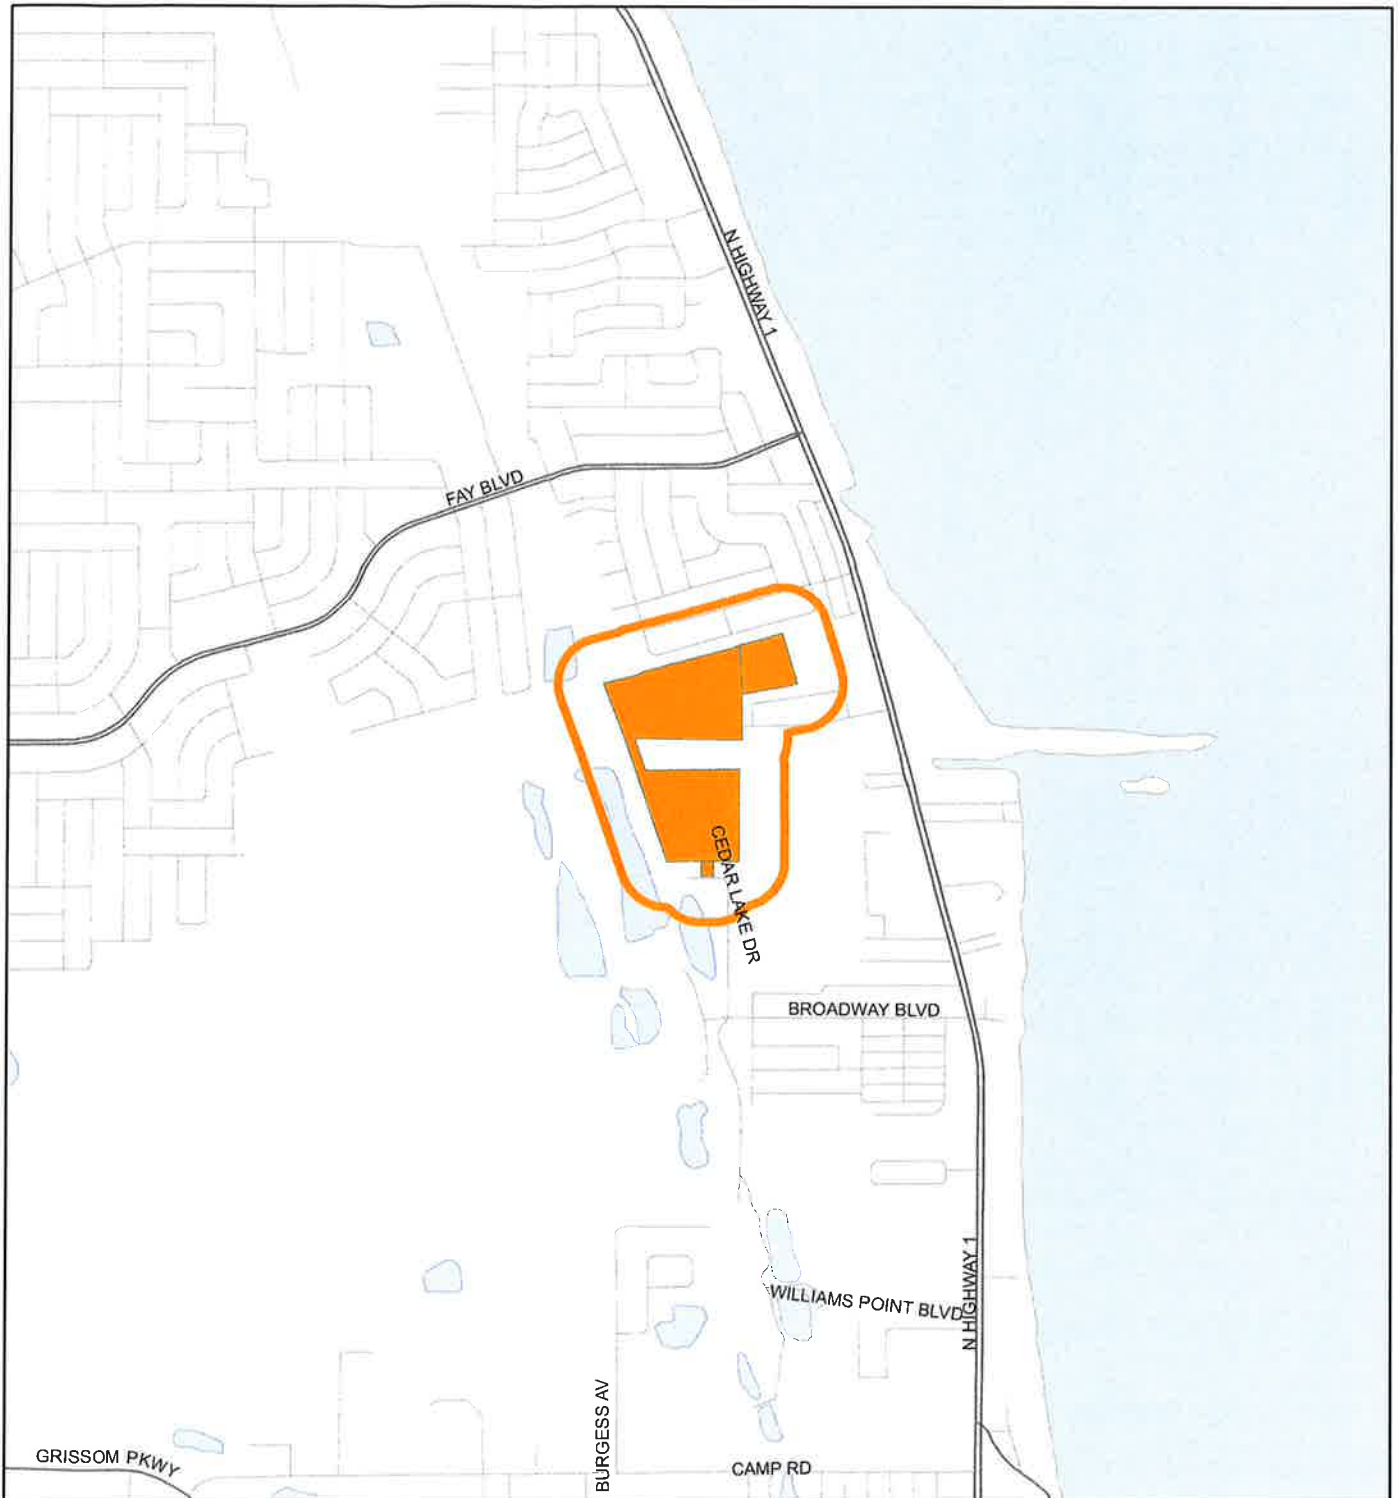 N HIGHWAY 1
FAY BLVD
CEDAR LAKE DR
BROADWAY BLVD
WILLIAMS POINT BLVD
N HIGHWAY 1
BURGESS AV
GRISSOM PKWY
CAMP RD